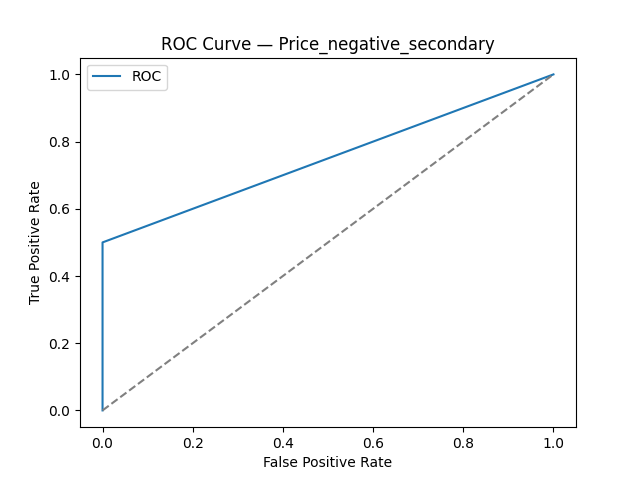 ROC Curve — Price_negative_secondary
ROC
True Positive Rate
1.0
0.8
0.6
0.4
0.2
0.0
0.0 0.2 0.4 0.6 0.8 1.0
False Positive Rate